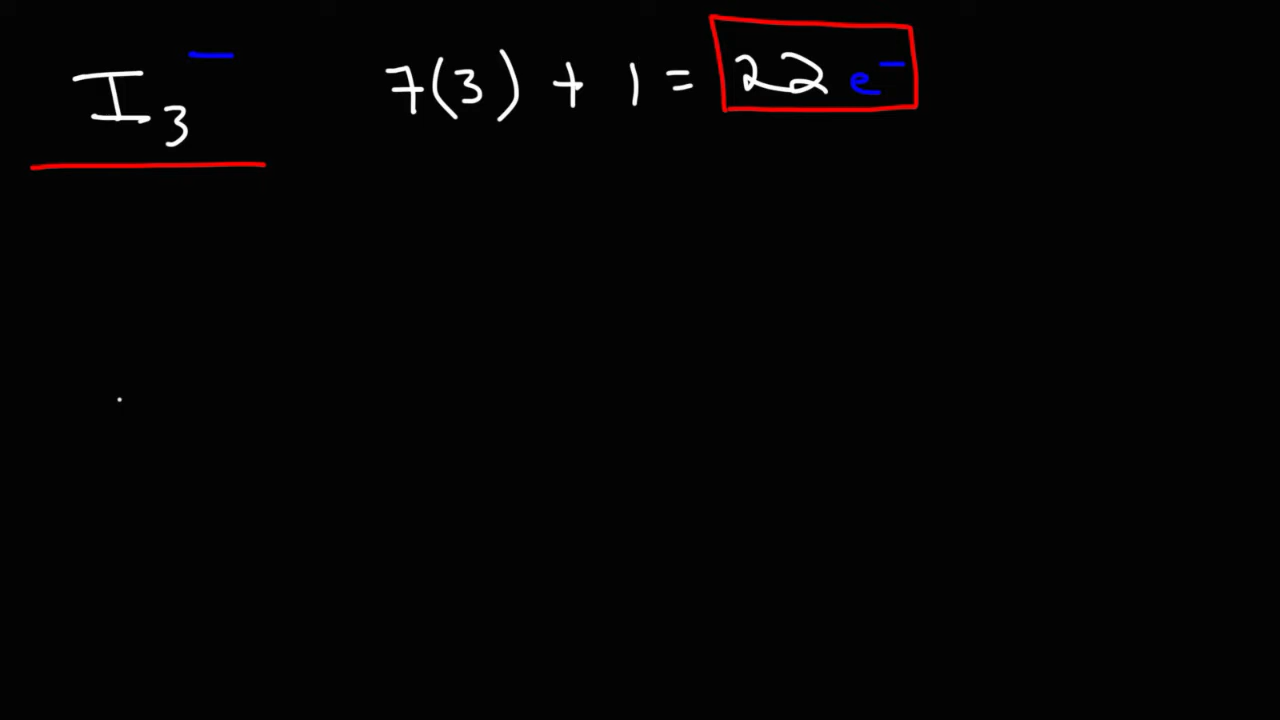 I₃⁻ 7(3) + 1 = 22 e⁻